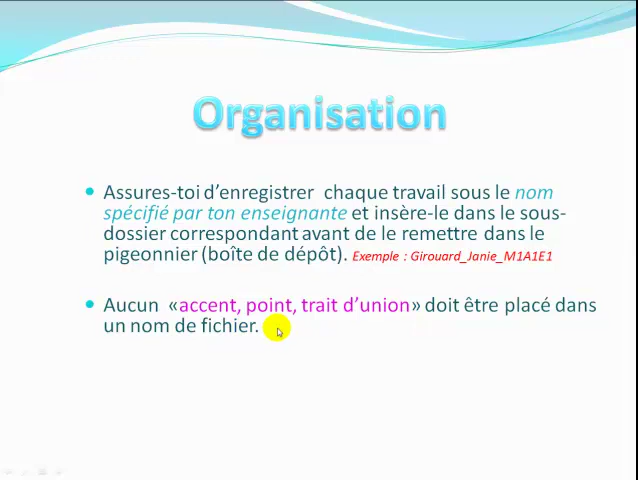 Organisation
Assures-toi d’enregistrer chaque travail sous le nom
spécifié par ton enseignante et insère-le dans le sous-
dossier correspondant avant de le remettre dans le
pigeonnier (boîte de dépôt). Exemple : Girouard_Janie_M1A1E1
Aucun «accent, point, trait d’union» doit être placé dans
un nom de fichier.